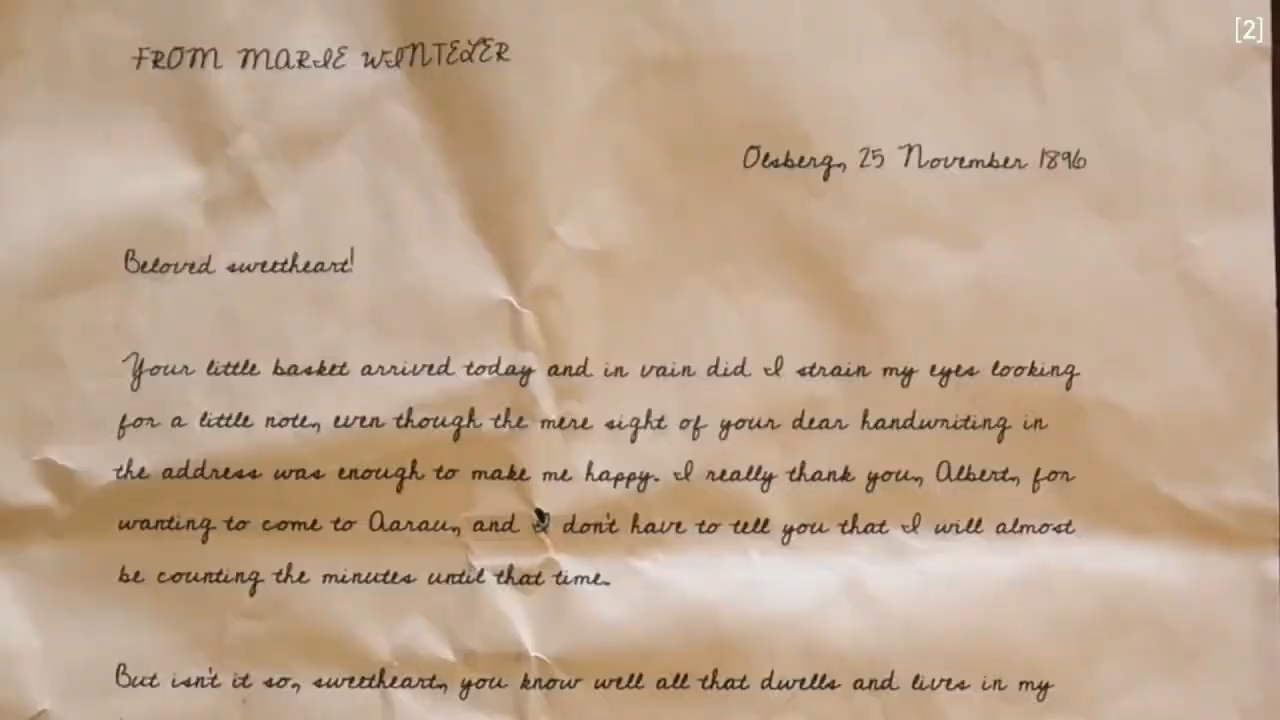 [2]
FROM MARIE WINTELER
Olsberg, 25 November 1896
Beloved sweetheart!
Your little basket arrived today and in vain did I strain my eyes looking
for a little note, even though the mere sight of your dear handwriting in
the address was enough to make me happy. I really thank you, Albert, for
wanting to come to Aarau, and I don't have to tell you that I will almost
be counting the minutes until that time.
But isn't it so, sweetheart, you know well all that dwells and lives in my